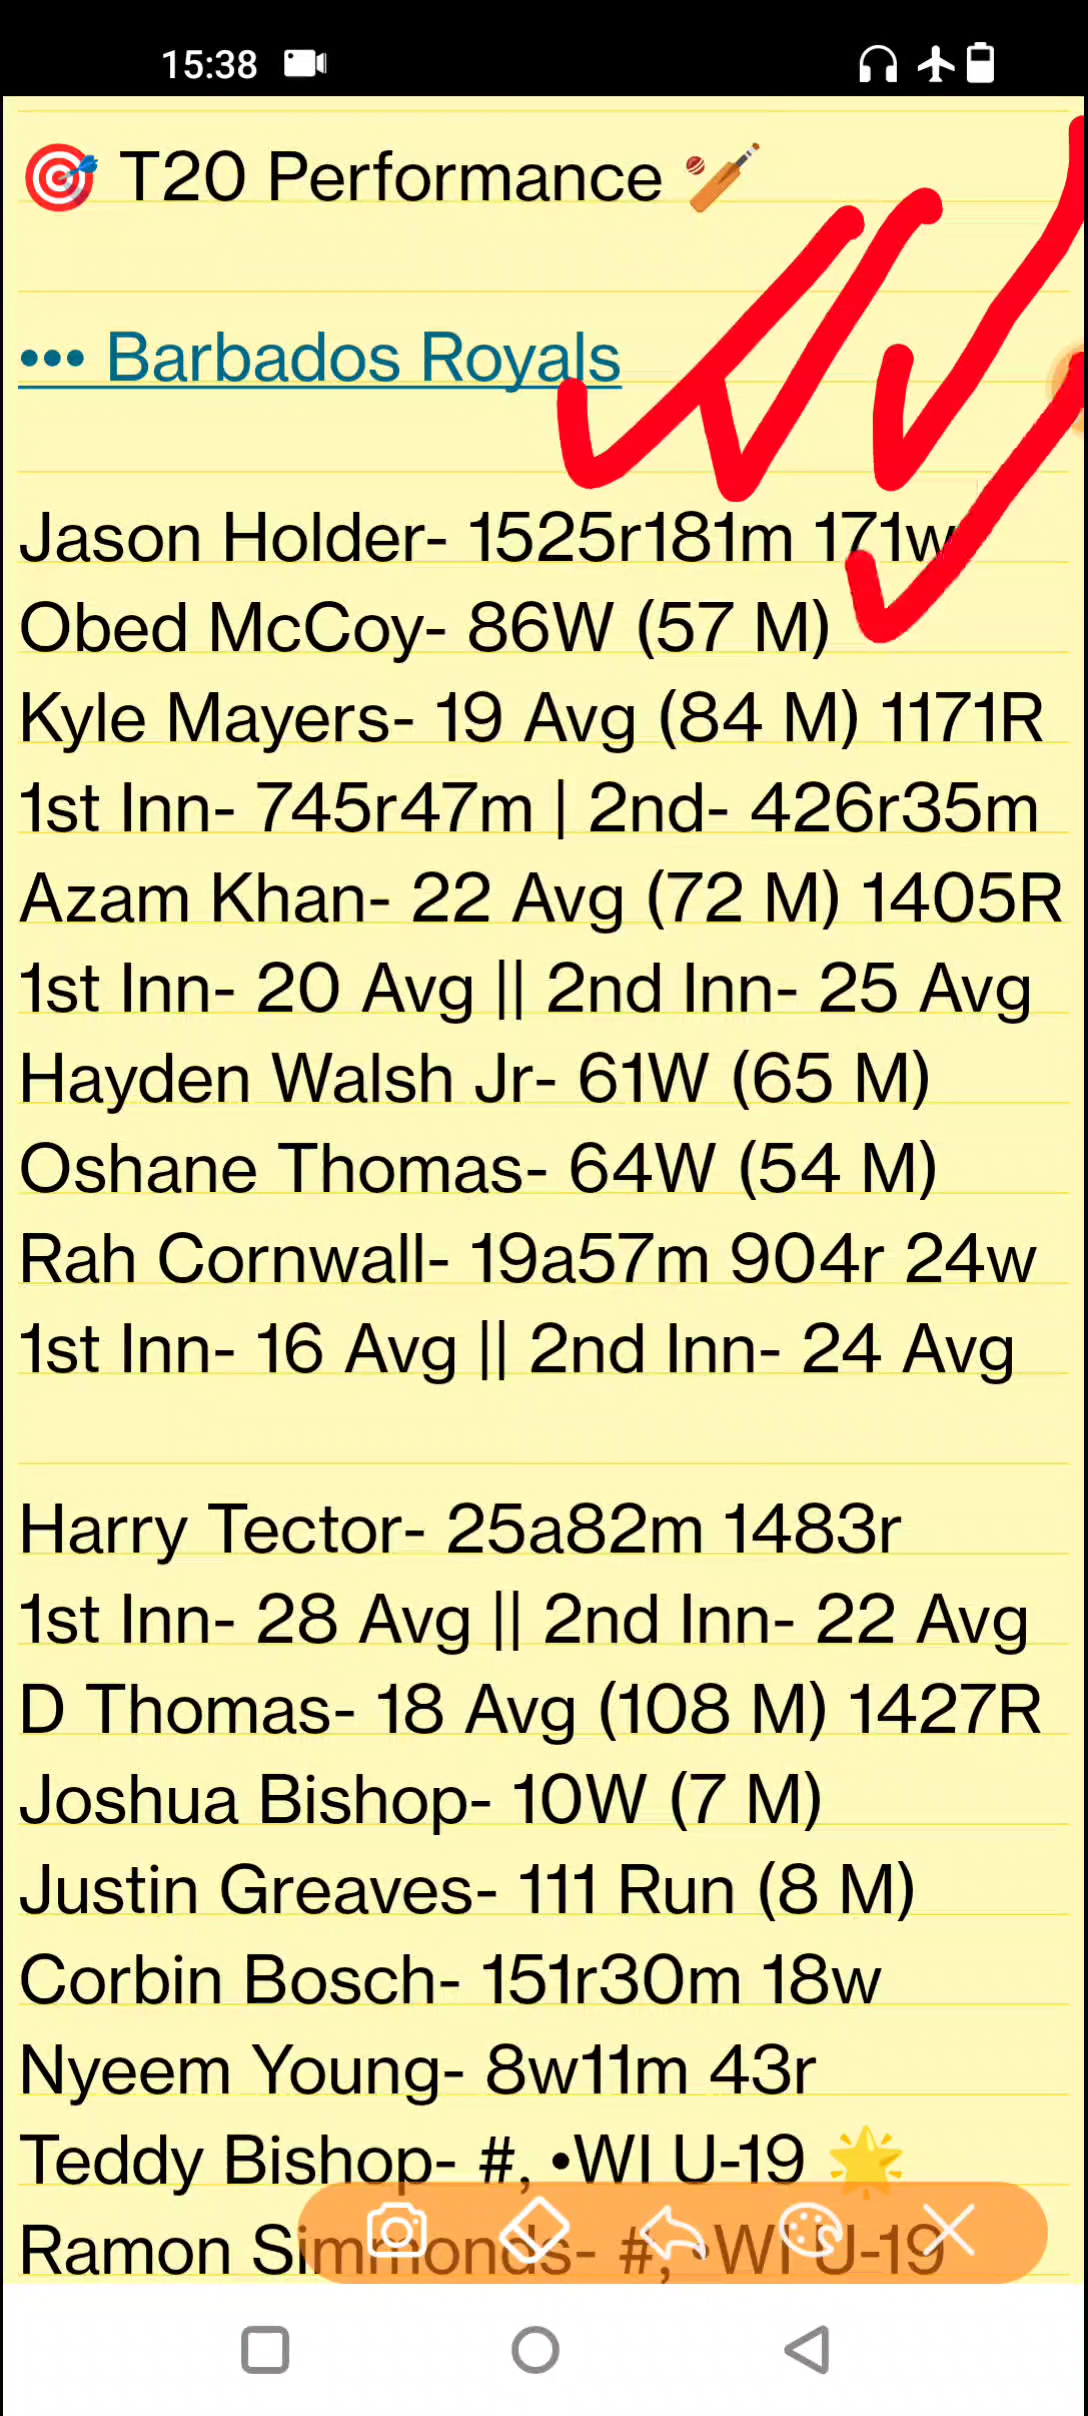 15:38
🎯 T20 Performance 🏏
••• Barbados Royals
Jason Holder- 1525r181m 171w
Obed McCoy- 86W (57 M)
Kyle Mayers- 19 Avg (84 M) 1171R
1st Inn- 745r47m | 2nd- 426r35m
Azam Khan- 22 Avg (72 M) 1405R
1st Inn- 20 Avg || 2nd Inn- 25 Avg
Hayden Walsh Jr- 61W (65 M)
Oshane Thomas- 64W (54 M)
Rah Cornwall- 19a57m 904r 24w
1st Inn- 16 Avg || 2nd Inn- 24 Avg
Harry Tector- 25a82m 1483r
1st Inn- 28 Avg || 2nd Inn- 22 Avg
D Thomas- 18 Avg (108 M) 1427R
Joshua Bishop- 10W (7 M)
Justin Greaves- 111 Run (8 M)
Corbin Bosch- 151r30m 18w
Nyeem Young- 8w11m 43r
Teddy Bishop- #, •WI U-19 🌟
Ramon Simmonds- #, •WI U-19